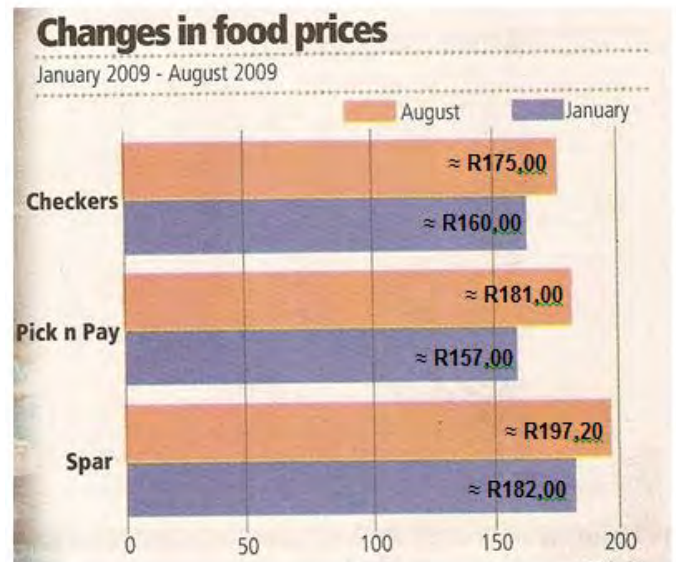 Changes in food prices
January 2009 - August 2009
August January
≈ R175,00
Checkers
≈ R160,00
≈ R181,00
Pick n Pay
≈ R157,00
≈ R197,20
Spar
≈ R182,00
0 50 100 150 200